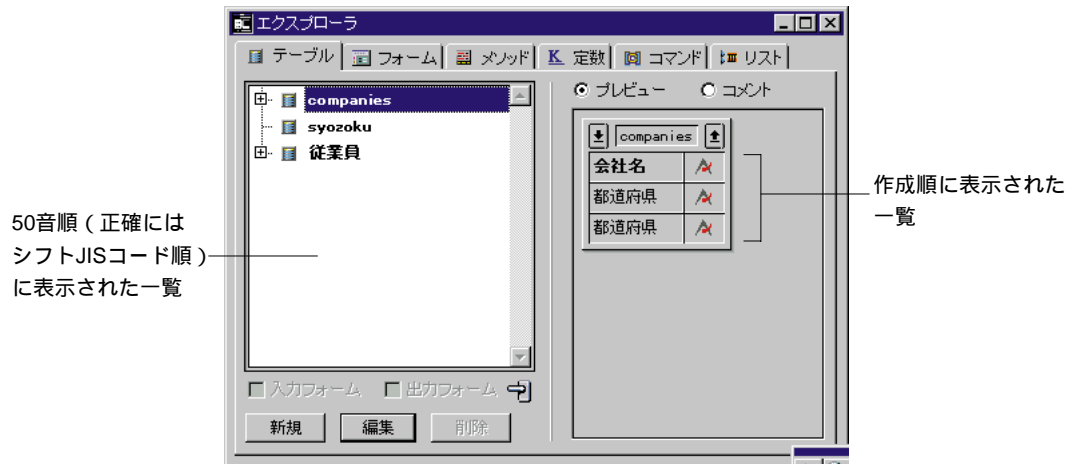 エクスプローラ
テーブル フォーム メソッド K 定数 コマンド リスト
companies
syozoku
従業員
プレビュー コメント
companies
会社名
都道府県
都道府県
作成順に表示された
一覧
50音順（正確には
シフトJISコード順）
に表示された一覧
入力フォーム 出力フォーム
新規 編集 削除